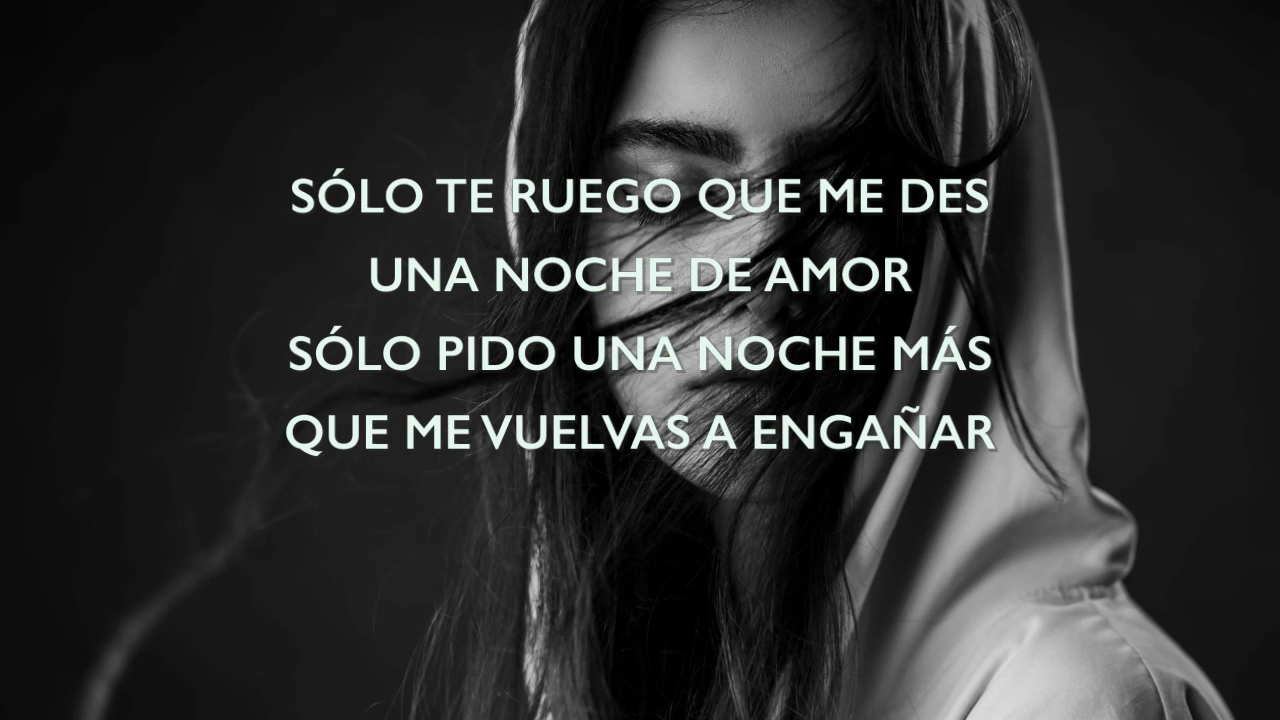 SÓLO TE RUEGO QUE ME DES
UNA NOCHE DE AMOR
SÓLO PIDO UNA NOCHE MÁS
QUE ME VUELVAS A ENGAÑAR